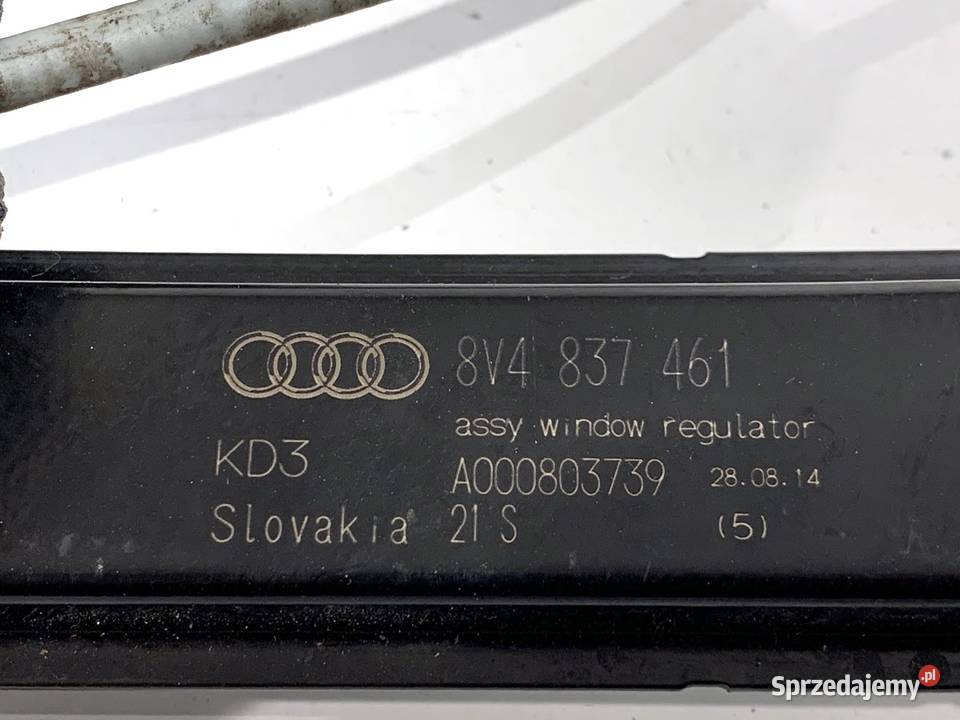 8V4 837 461
assy window regulator
KD3 A000803739 28.08.14
Slovakia 21 S (5)
Sprzedajemy.pl